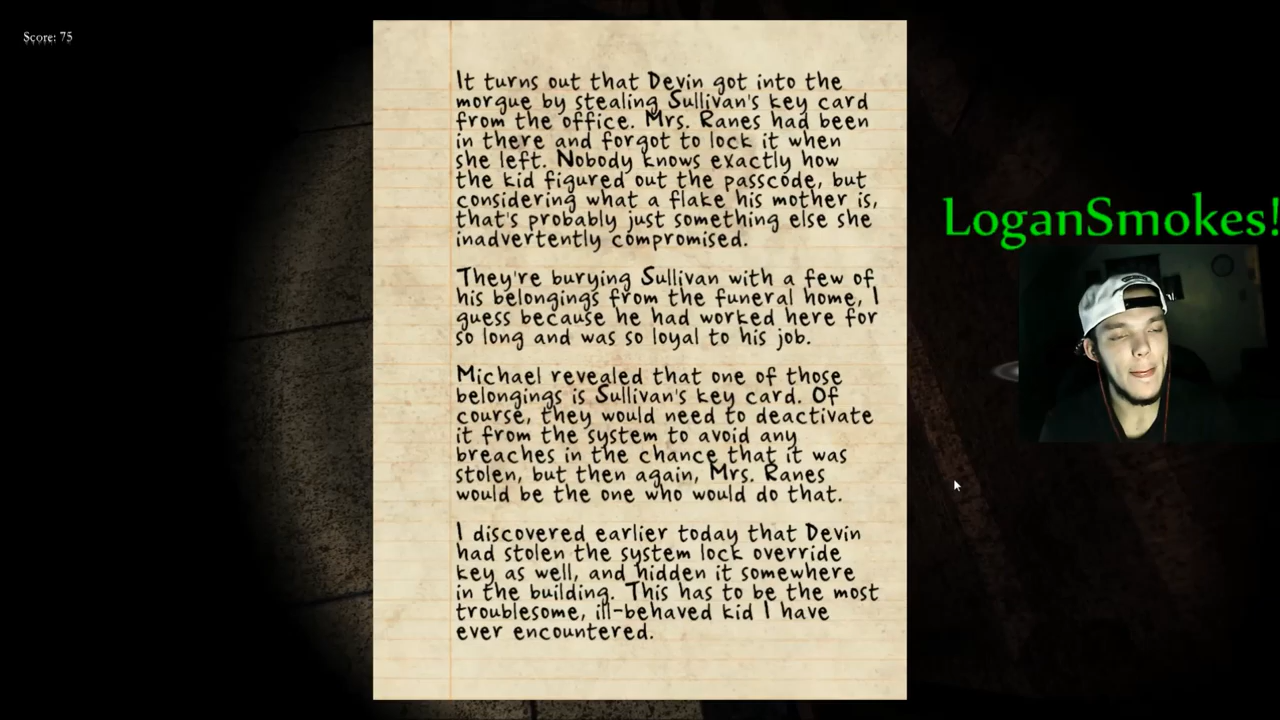 Score: 75
It turns out that Devin got into the
morgue by stealing Sullivan's key card
from the office. Mrs. Ranes had been
in there and forgot to lock it when
she left. Nobody knows exactly how
the kid figured out the passcode, but
considering what a flake his mother is,
that's probably just something else she
inadvertently compromised.
They're burying Sullivan with a few of
his belongings from the funeral home, I
guess because he had worked here for
so long and was so loyal to his job.
Michael revealed that one of those
belongings is Sullivan's key card. Of
course, they would need to deactivate
it from the system to avoid any
breaches in the chance that it was
stolen, but then again, Mrs. Ranes
would be the one who would do that.
I discovered earlier today that Devin
had stolen the system lock override
key as well, and hidden it somewhere
in the building. This has to be the most
troublesome, ill-behaved kid I have
ever encountered.
LoganSmokes!